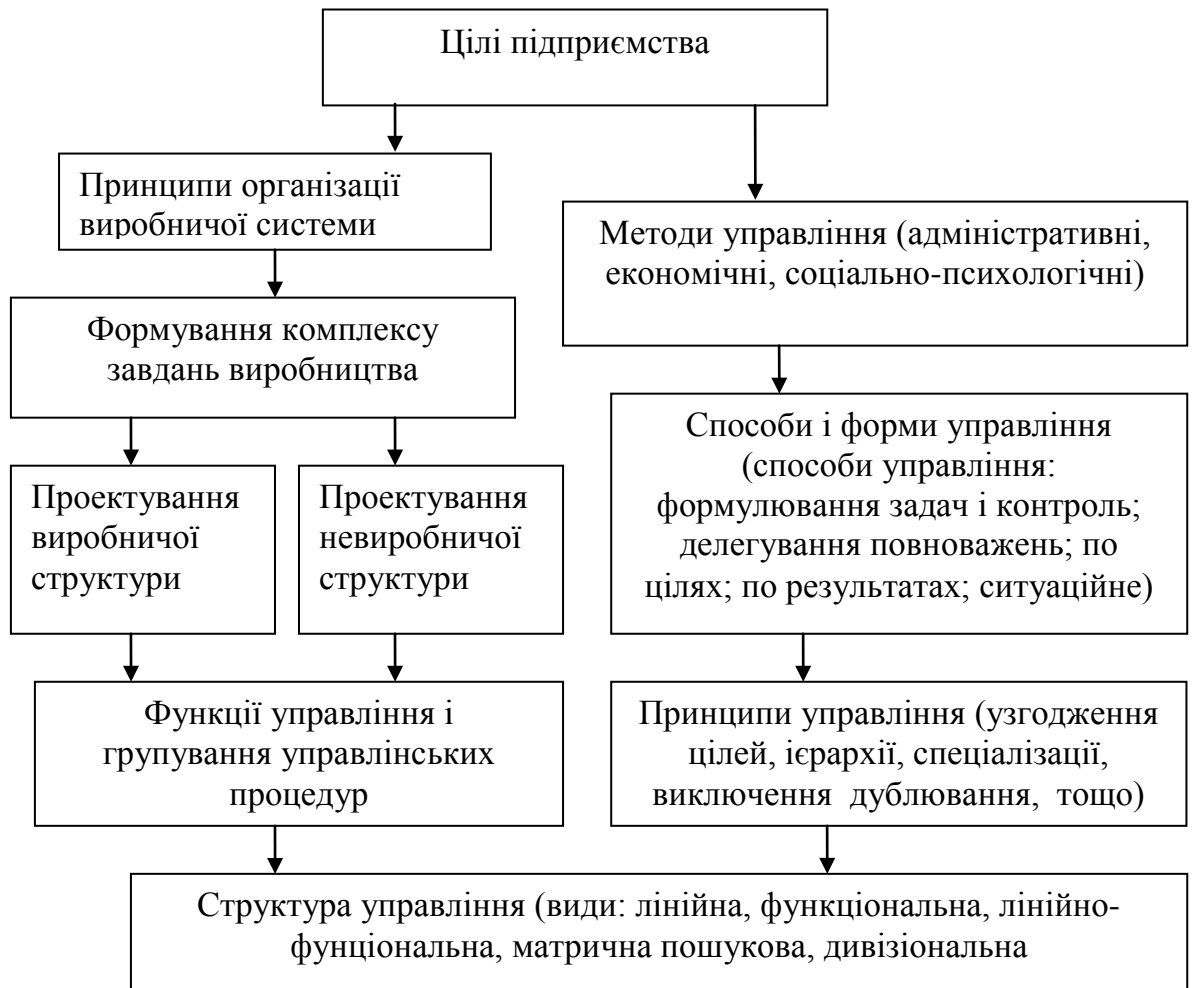 Цілі підприємства
Принципи організації
виробничої системи
Методи управління (адміністративні,
економічні, соціально-психологічні)
Формування комплексу
завдань виробництва
Способи і форми управління
(способи управління:
формулювання задач і контроль;
делегування повноважень; по
цілях; по результатах; ситуаційне)
Проектування
виробничої
структури
Проектування
невиробничої
структури
Функції управління і
групування управлінських
процедур
Принципи управління (узгодження
цілей, ієрархії, спеціалізації,
виключення дублювання, тощо)
Структура управління (види: лінійна, функціональна, лінійно-
фунціональна, матрична пошукова, дивізіональна